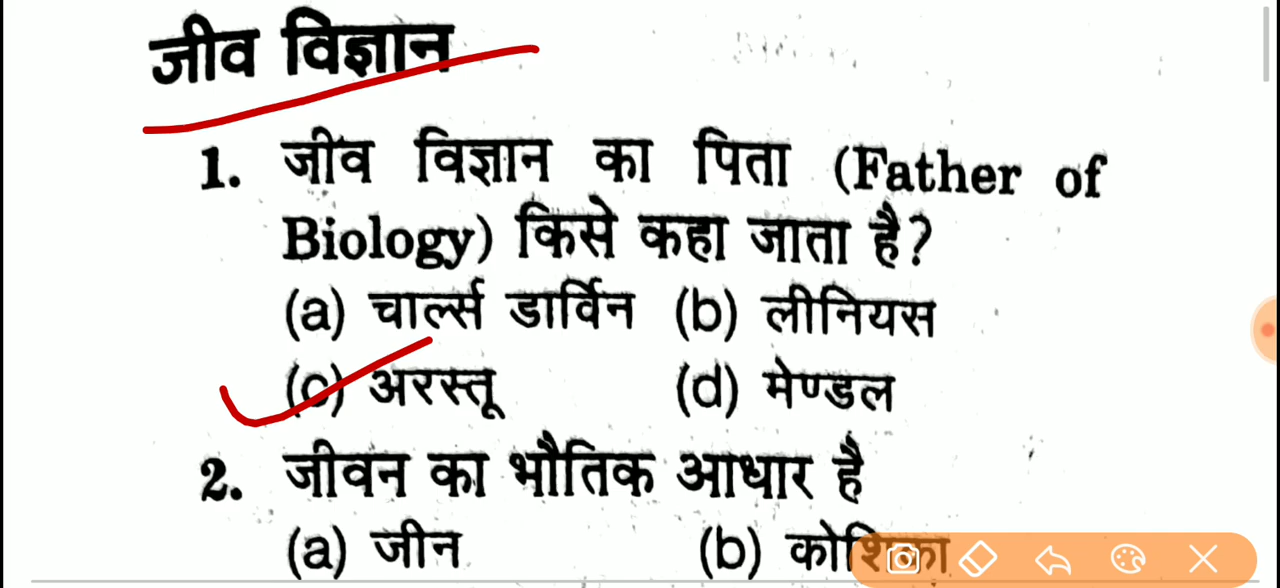 जीव विज्ञान
1. जीव विज्ञान का पिता (Father of
Biology) किसे कहा जाता है?
(a) चार्ल्स डार्विन (b) लीनियस
(c) अरस्तू (d) मेण्डल
2. जीवन का भौतिक आधार है
(a) जीन (b) कोशिका